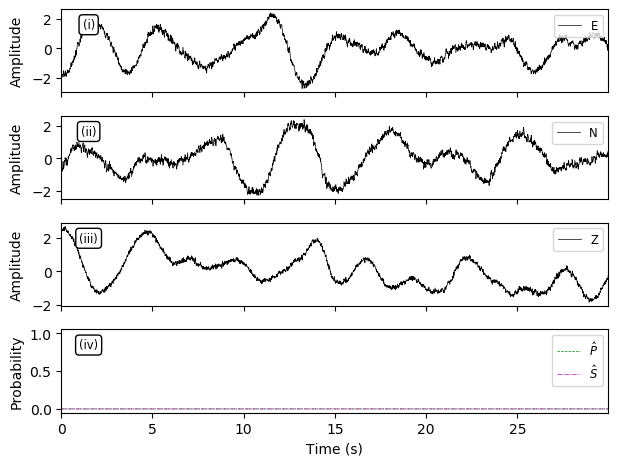 Amplitude
2
0
−2
(i)
E
Amplitude
2
0
−2
(ii)
N
Amplitude
2
0
−2
(iii)
Z
Probability
1.0
0.5
0.0
(iv)
P̂
Ŝ
0 5 10 15 20 25
Time (s)